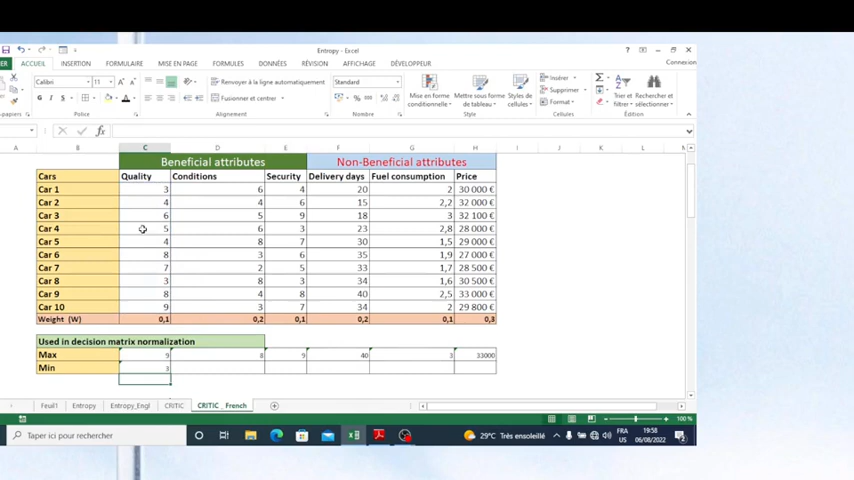 Entropy - Excel
Connexion
ACCUEIL INSERTION FORMULAIRE MISE EN PAGE FORMULES DONNÉES RÉVISION AFFICHAGE DÉVELOPPEUR
Calibri 11 Renvoyer à la ligne automatiquement Standard
G I S Fusionner et centrer
Mise en forme conditionnelle
Mettre sous forme de tableau
Styles de cellules
Insérer
Supprimer
Format
Trier et filtrer
Rechercher et sélectionner
papiers Police Alignement Nombre Style Cellules
A B C D E F G H I J K L M
Beneficial attributes Non-Beneficial attributes
Cars Quality Conditions Security Delivery days Fuel consumption Price
Car 1 3 6 4 20 2 30 000 €
Car 2 4 4 6 15 2,2 32 000 €
Car 3 6 5 9 18 3 32 100 €
Car 4 5 6 3 23 2,8 28 000 €
Car 5 4 8 7 30 1,5 29 000 €
Car 6 8 3 6 35 1,9 27 000 €
Car 7 7 2 5 33 1,7 28 500 €
Car 8 3 8 3 34 1,6 30 500 €
Car 9 8 4 8 40 2,5 33 000 €
Car 10 9 3 7 34 2 29 800 €
Weight (W) 0,1 0,2 0,1 0,2 0,1 0,3
Used in decision matrix normalization
Max 9 8 9 40 3 33000
Min 3
Feuil1 Entropy Entropy_Engl CRITIC CRITIC _ French
100 %
Taper ici pour rechercher 29°C Très ensoleillé FRA 19:58
US 06/08/2022 2